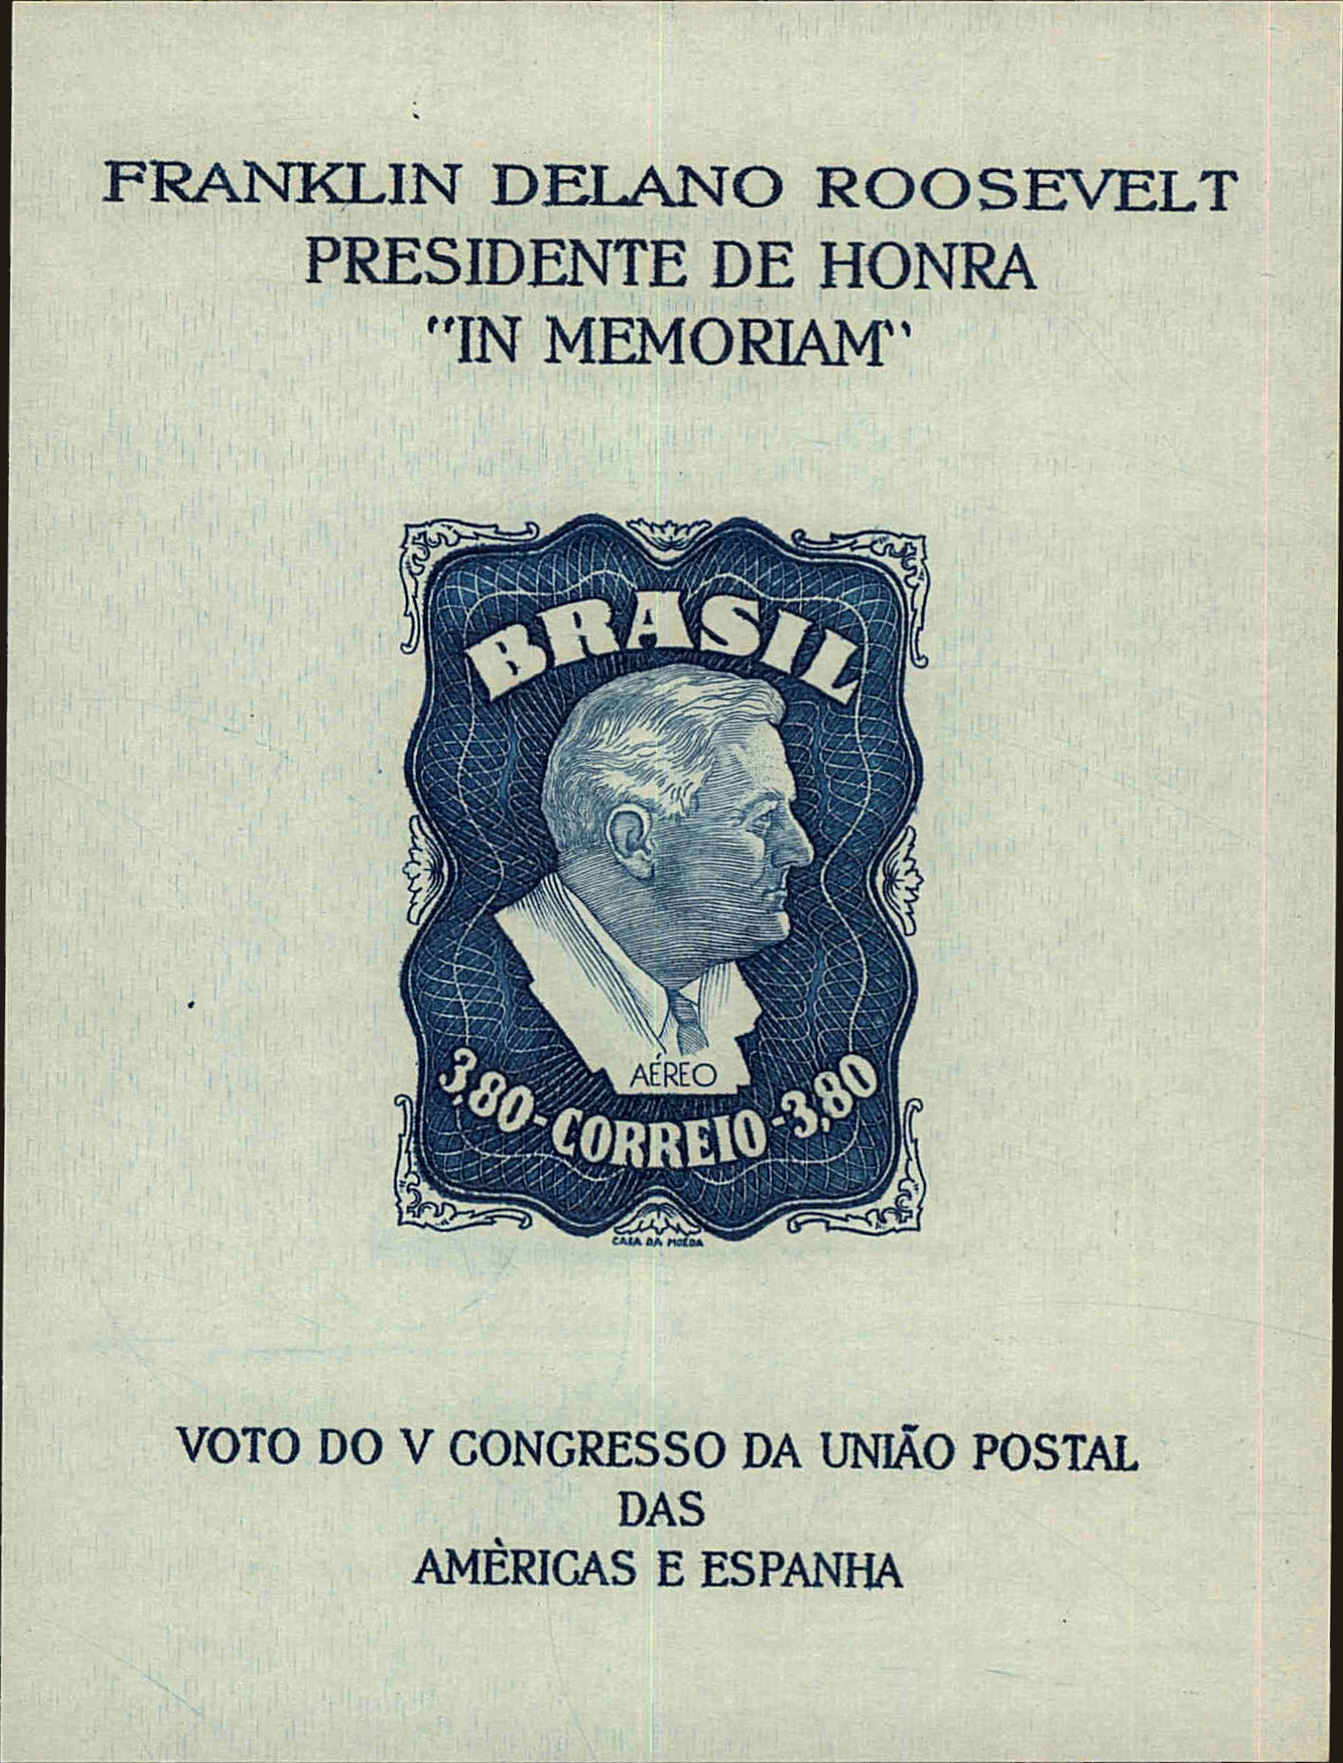 FRANKLIN DELANO ROOSEVELT
PRESIDENTE DE HONRA
"IN MEMORIAM"
BRASIL
AÉREO
3,80-CORREIO-3,80
CASA DA MOEDA
VOTO DO V CONGRESSO DA UNIÃO POSTAL
DAS
AMÈRICAS E ESPANHA